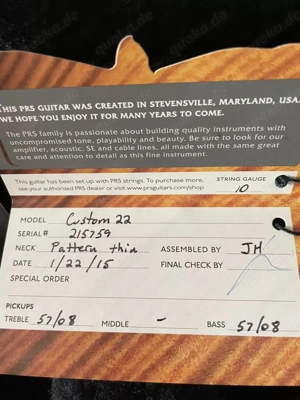 THIS PRS GUITAR WAS CREATED IN STEVENSVILLE, MARYLAND, USA.
WE HOPE YOU ENJOY IT FOR MANY YEARS TO COME.
The PRS family is passionate about building quality instruments with
uncompromised tone, playability and beauty. Be sure to look for our
amplifier, acoustic, SE and cable lines, all made with the same great
care and attention to detail as this fine instrument.
This guitar has been set up with PRS strings. To purchase more, STRING GAUGE
see your authorised PRS dealer or visit www.prsguitars.com/shop 10
MODEL Custom 22
SERIAL# 215759
NECK Pattern thin ASSEMBLED BY JH
DATE 1/22/15 FINAL CHECK BY
SPECIAL ORDER
PICKUPS
TREBLE 57/08 MIDDLE - BASS 57/08